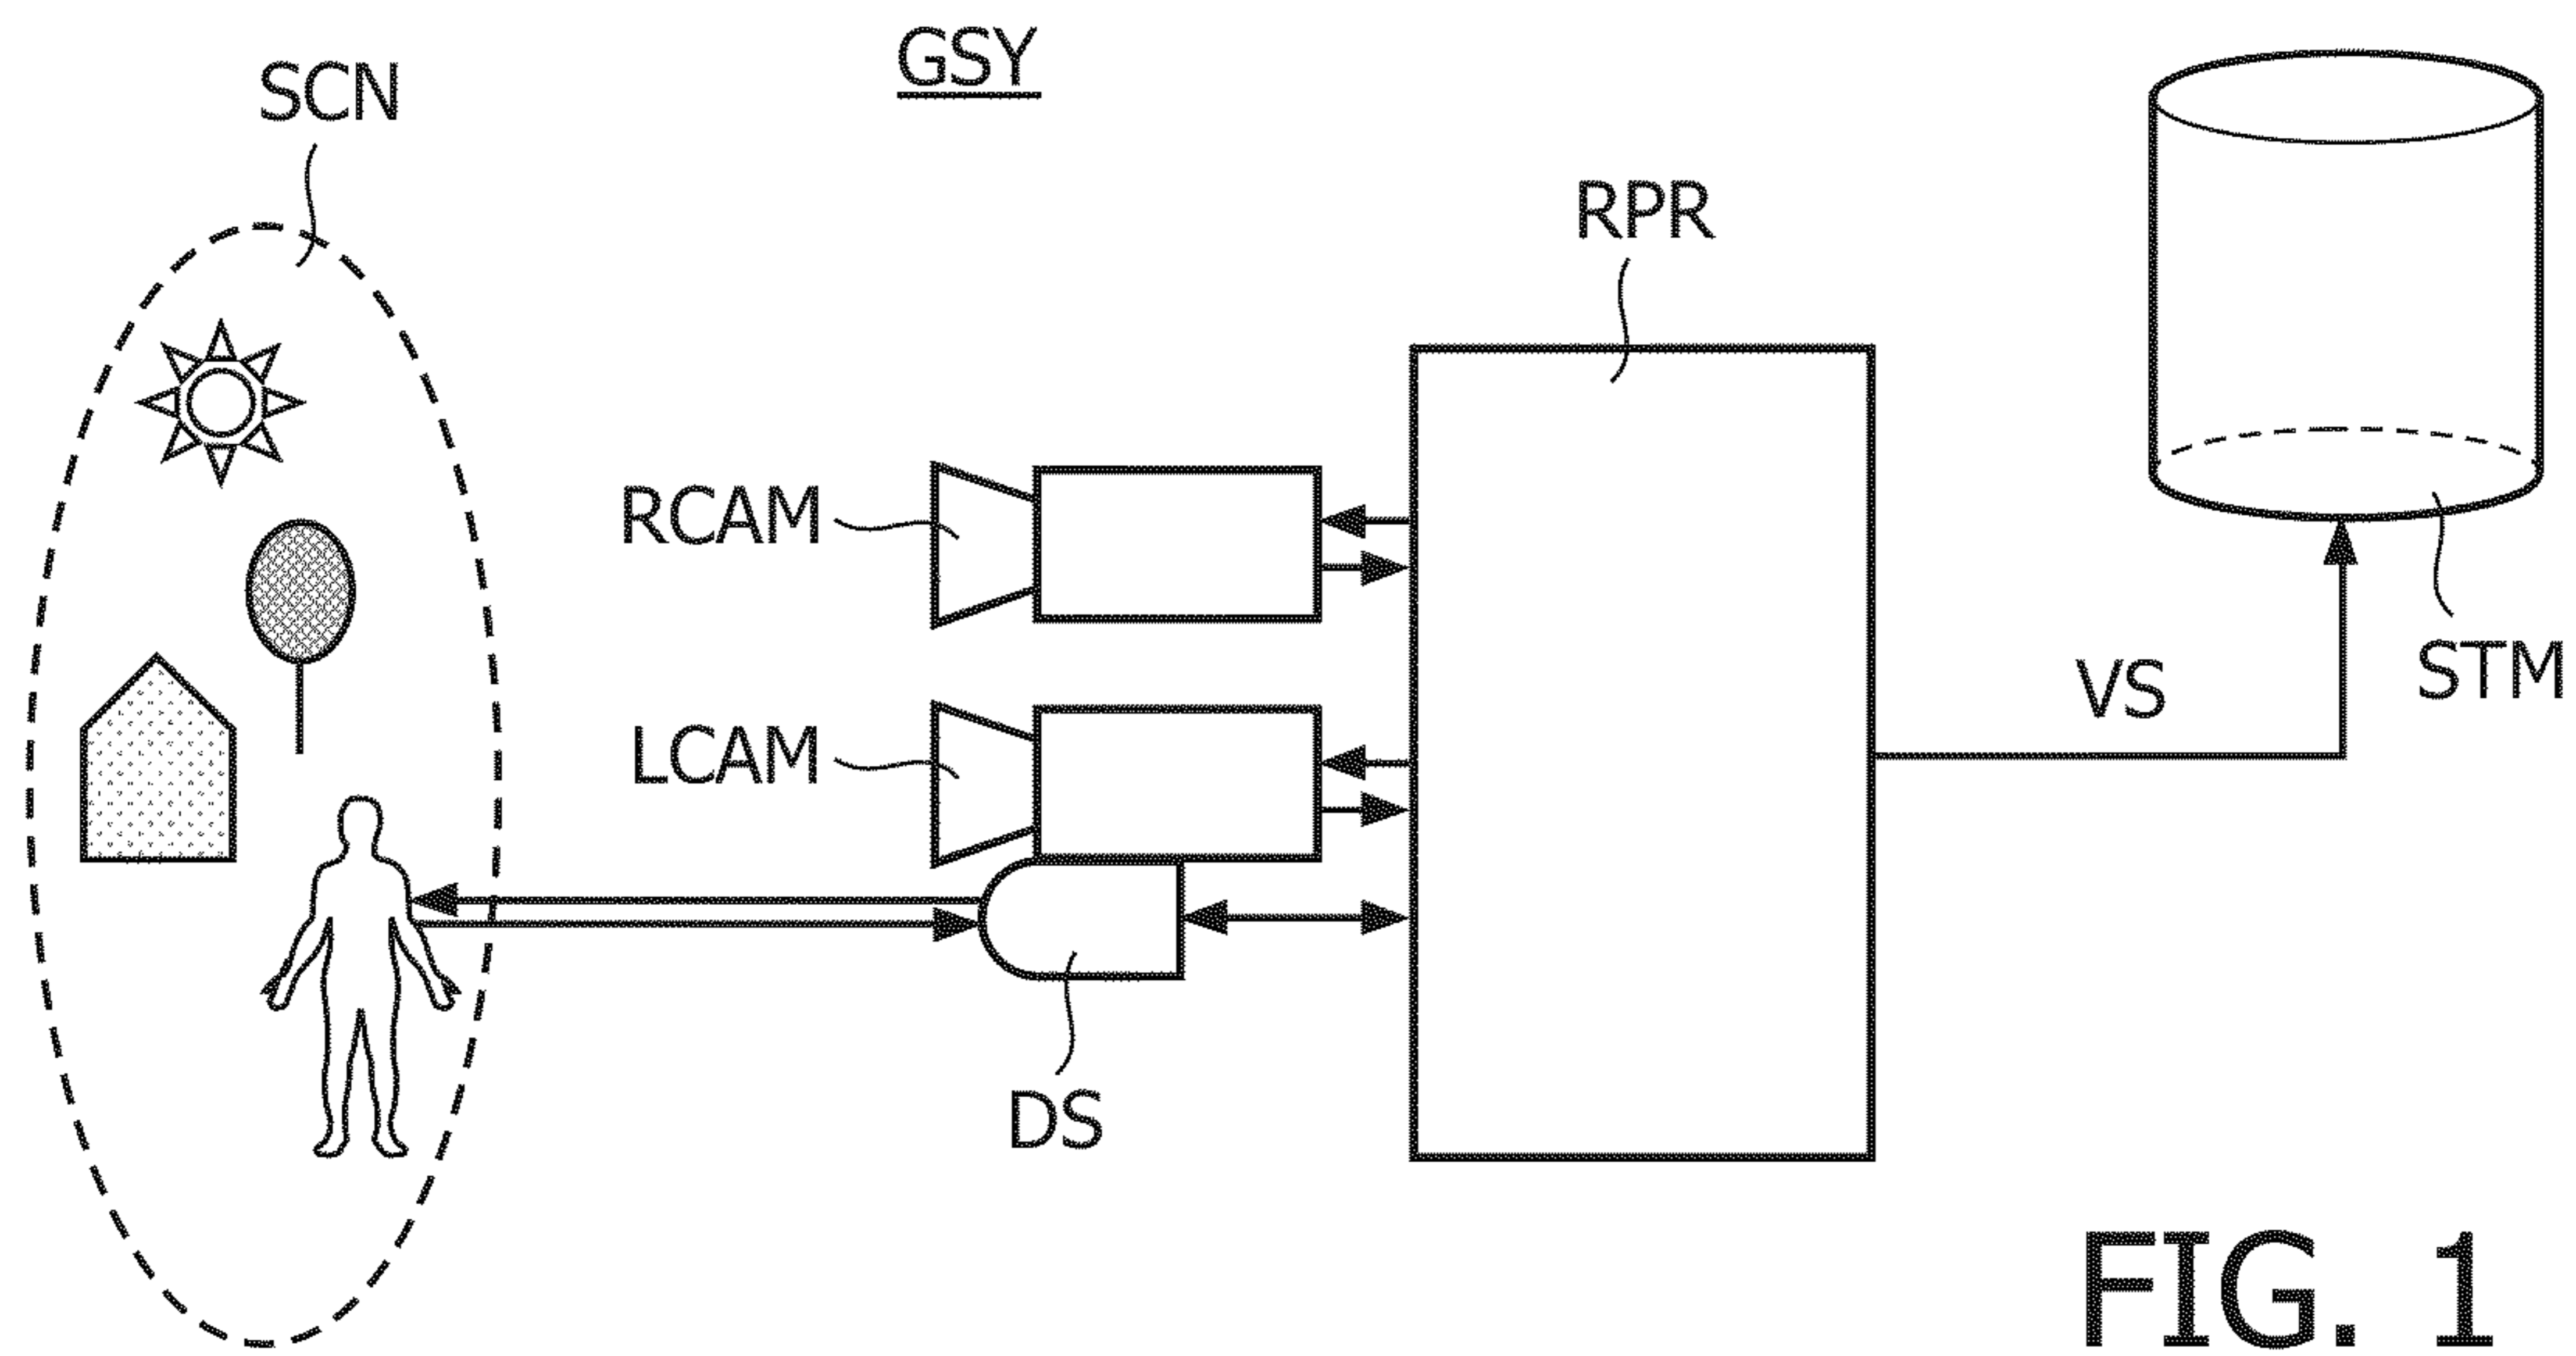 GSY
SCN
RPR
RCAM
LCAM
VS
STM
DS
FIG. 1